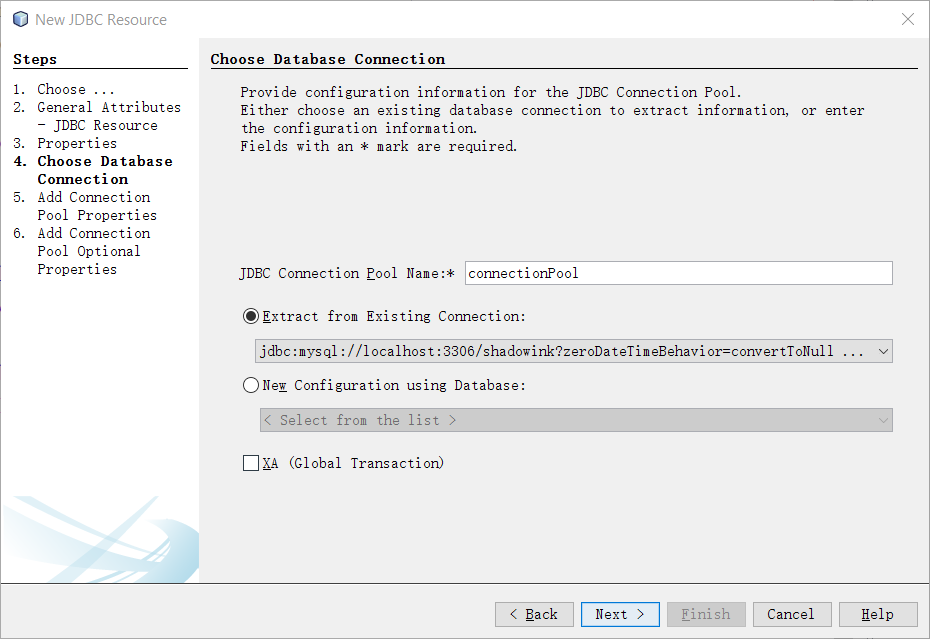 New JDBC Resource
Steps
1. Choose ...
2. General Attributes
- JDBC Resource
3. Properties
4. Choose Database
Connection
5. Add Connection
Pool Properties
6. Add Connection
Pool Optional
Properties
Choose Database Connection
Provide configuration information for the JDBC Connection Pool.
Either choose an existing database connection to extract information, or enter
the configuration information.
Fields with an * mark are required.
JDBC Connection Pool Name:* connectionPool
Extract from Existing Connection:
jdbc:mysql://localhost:3306/shadowink?zeroDateTimeBehavior=convertToNull ...
New Configuration using Database:
< Select from the list >
XA (Global Transaction)
< Back Next > Finish Cancel Help